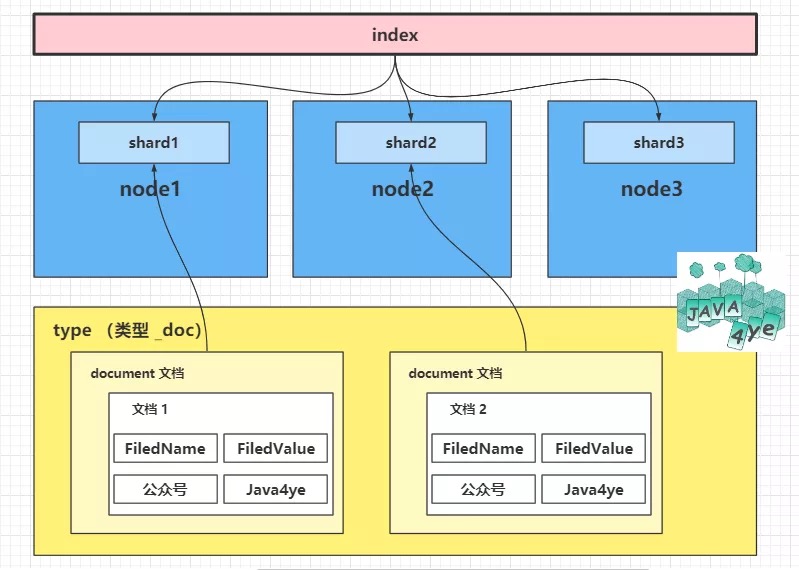 index
shard1
shard2
shard3
node1
node2
node3
JAVA
4ye
type （类型 _doc）
document 文档
document 文档
文档 1
文档 2
FiledName
FiledValue
FiledName
FiledValue
公众号
Java4ye
公众号
Java4ye